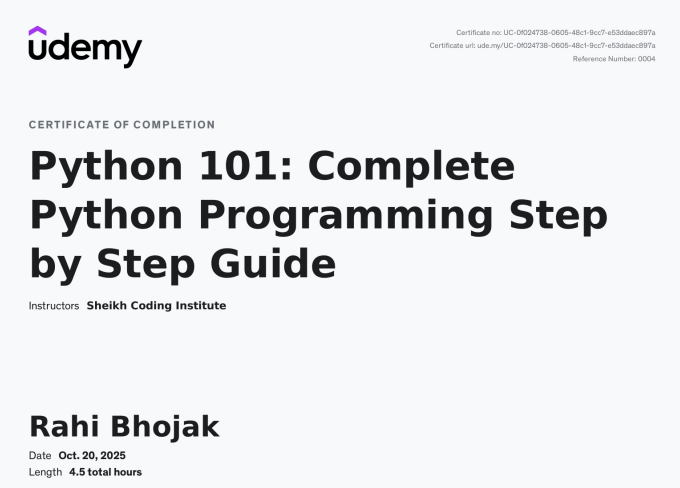 udemy
Certificate no: UC-0f024738-0605-48c1-9cc7-e53ddaec897a
Certificate url: ude.my/UC-0f024738-0605-48c1-9cc7-e53ddaec897a
Reference Number: 0004
CERTIFICATE OF COMPLETION
Python 101: Complete
Python Programming Step
by Step Guide
Instructors Sheikh Coding Institute
Rahi Bhojak
Date Oct. 20, 2025
Length 4.5 total hours